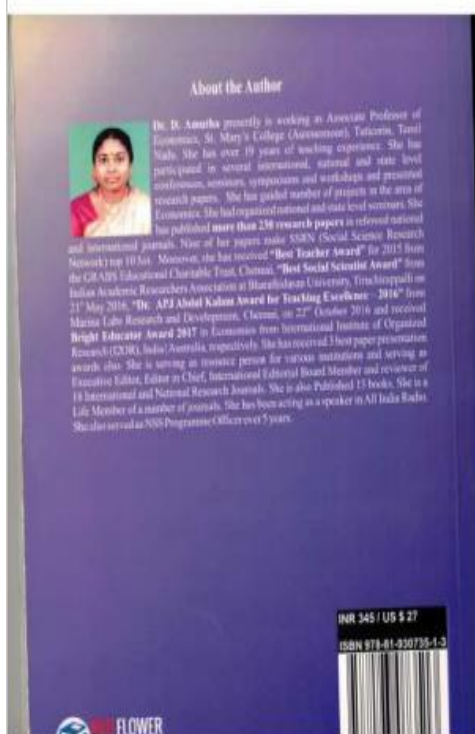 About the Author
Dr. D. Amutha presently is working as Associate Professor of
Economics, St. Mary's College (Autonomous), Tuticorin, Tamil
Nadu. She has over 19 years of teaching experience. She has
participated in several international, national and state level
conferences, seminars, symposiums and workshops and presented
research papers. She has guided number of projects in the area of
Economics. She had organized national and state level seminars. She
has published more than 230 research papers in refereed national
and international journals. Nine of her papers make SSRN (Social Science Research
Network) top 10 list. Moreover, she has received "Best Teacher Award" for 2015 from
the GRABS Educational Charitable Trust, Chennai, "Best Social Scientist Award" from
Indian Academic Researchers Association at Bharathidasan University, Tiruchirappalli on
21st May 2016, "Dr. APJ Abdul Kalam Award for Teaching Excellence - 2016" from
Marina Labs Research and Development, Chennai, on 22nd October 2016 and received
Bright Educator Award 2017 in Economics from International Institute of Organized
Research (I2OR), India | Australia, respectively. She has received 3 best paper presentation
awards also. She is serving as resource person for various institutions and serving as
Executive Editor, Editor in Chief, International Editorial Board Member and reviewer of
18 International and National Research Journals. She is also Published 13 books. She is a
Life Member of a number of journals. She has been acting as a speaker in All India Radio.
She also served as NSS Programme Officer over 5 years.
INR 345 / US $ 27
ISBN 978-81-930735-1-3
FLOWER